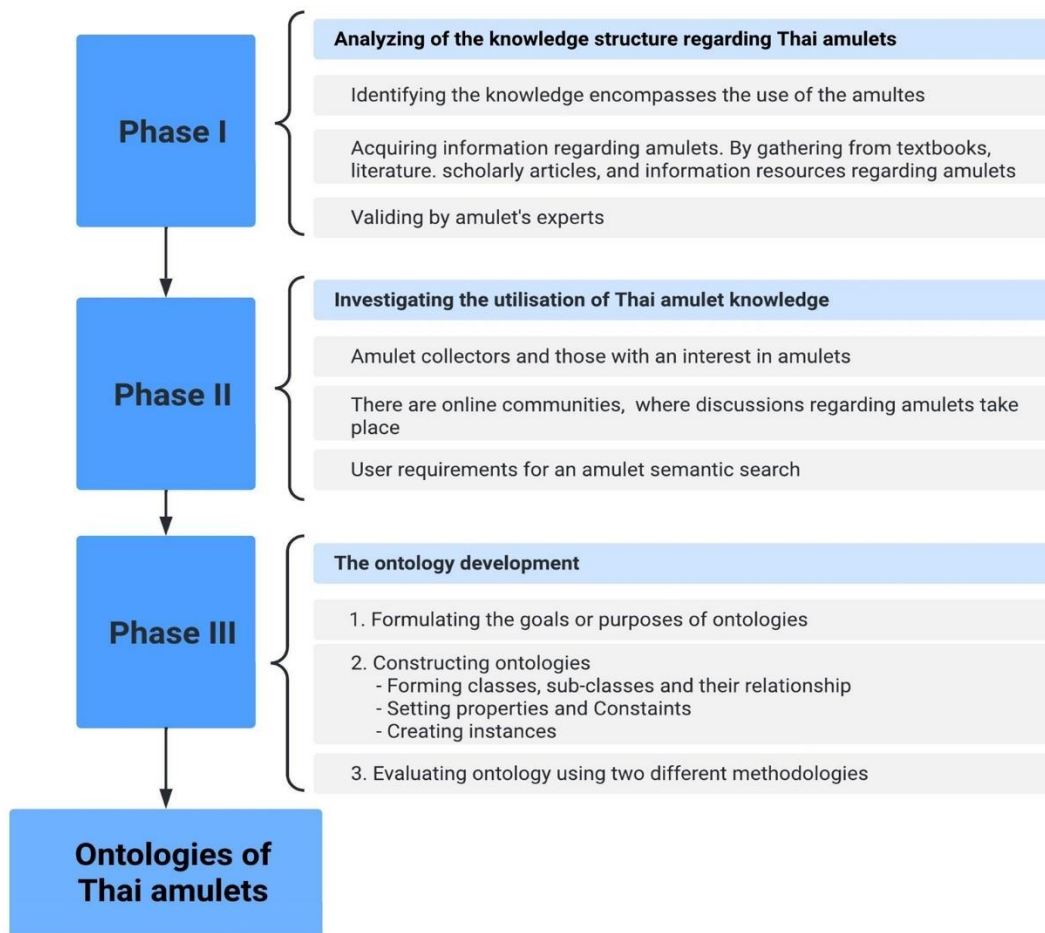 Phase I
Analyzing of the knowledge structure regarding Thai amulets
Identifying the knowledge encompasses the use of the amultes
Acquiring information regarding amulets. By gathering from textbooks,
literature. scholarly articles, and information resources regarding amulets
Validing by amulet's experts
Phase II
Investigating the utilisation of Thai amulet knowledge
Amulet collectors and those with an interest in amulets
There are online communities, where discussions regarding amulets take
place
User requirements for an amulet semantic search
Phase III
The ontology development
1. Formulating the goals or purposes of ontologies
2. Constructing ontologies
- Forming classes, sub-classes and their relationship
- Setting properties and Constaints
- Creating instances
3. Evaluating ontology using two different methodologies
Ontologies of
Thai amulets